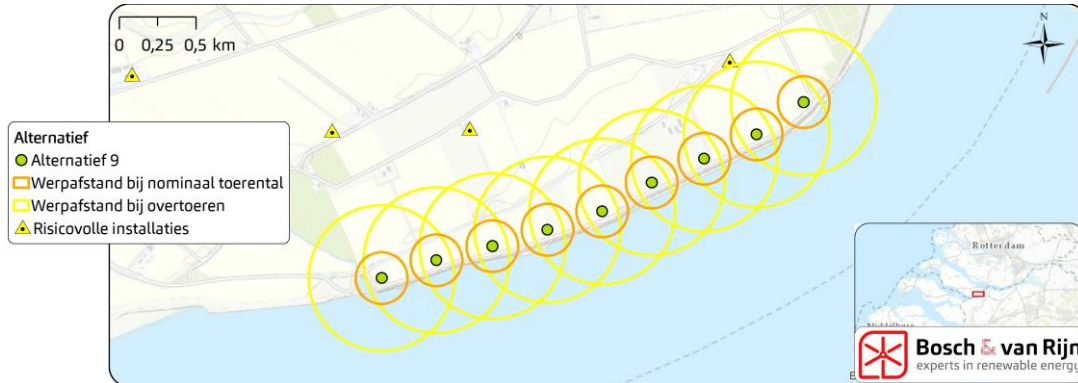 0 0,25 0,5 km
N
Alternatief
Alternatief 9
Werpafstand bij nominaal toerental
Werpafstand bij overtoeren
Risicovolle installaties
Rotterdam
Middelburg
Bosch & van Rijn
experts in renewable energy